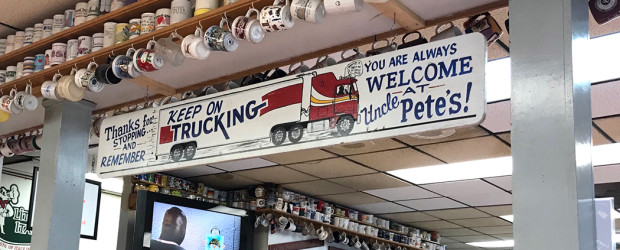 Thanks for
STOPPING
AND
REMEMBER
KEEP ON
TRUCKING
YOU ARE ALWAYS
WELCOME
AT
Uncle Pete's!